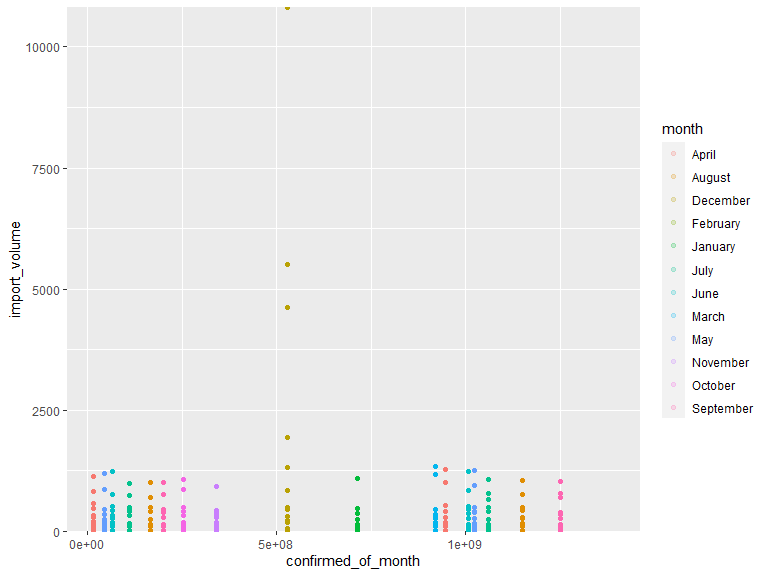 import_volume
10000
7500
5000
2500
0
0e+00
5e+08
1e+09
confirmed_of_month
month
April
August
December
February
January
July
June
March
May
November
October
September